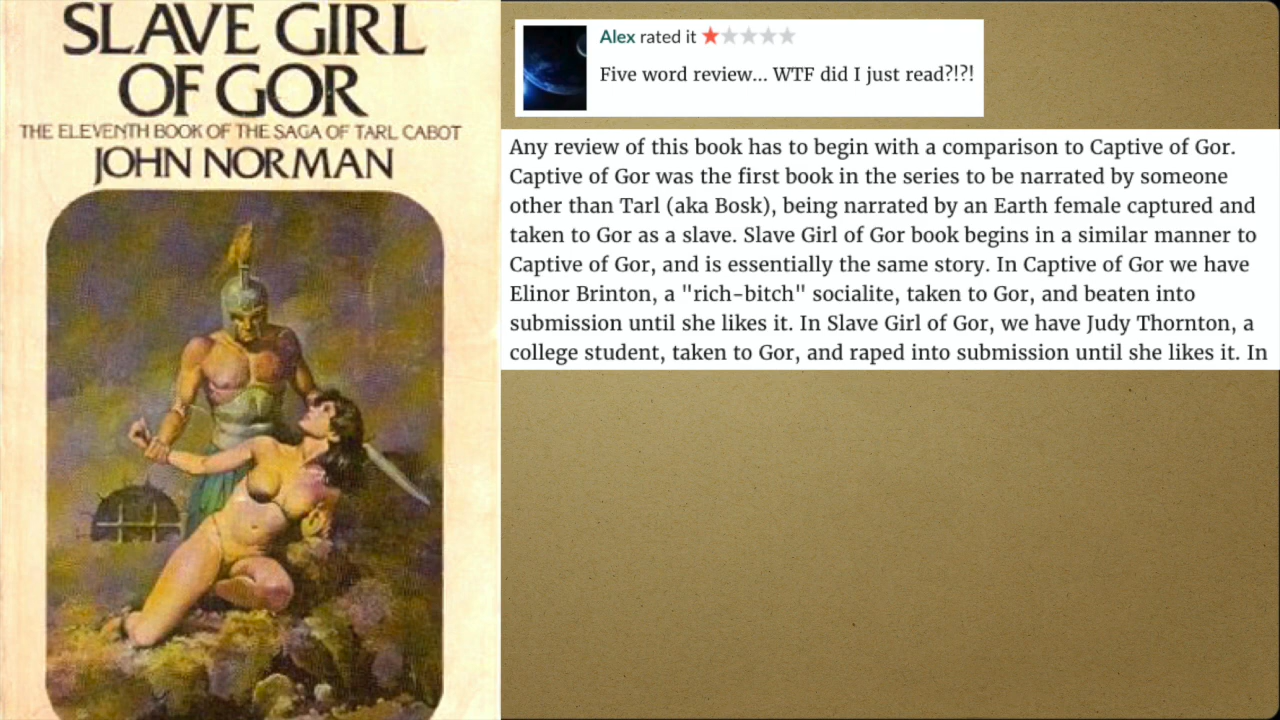 SLAVE GIRL
OF GOR
THE ELEVENTH BOOK OF THE SAGA OF TARL CABOT
JOHN NORMAN
Alex rated it
Five word review... WTF did I just read?!?!
Any review of this book has to begin with a comparison to Captive of Gor.
Captive of Gor was the first book in the series to be narrated by someone
other than Tarl (aka Bosk), being narrated by an Earth female captured and
taken to Gor as a slave. Slave Girl of Gor book begins in a similar manner to
Captive of Gor, and is essentially the same story. In Captive of Gor we have
Elinor Brinton, a "rich-bitch" socialite, taken to Gor, and beaten into
submission until she likes it. In Slave Girl of Gor, we have Judy Thornton, a
college student, taken to Gor, and raped into submission until she likes it. In